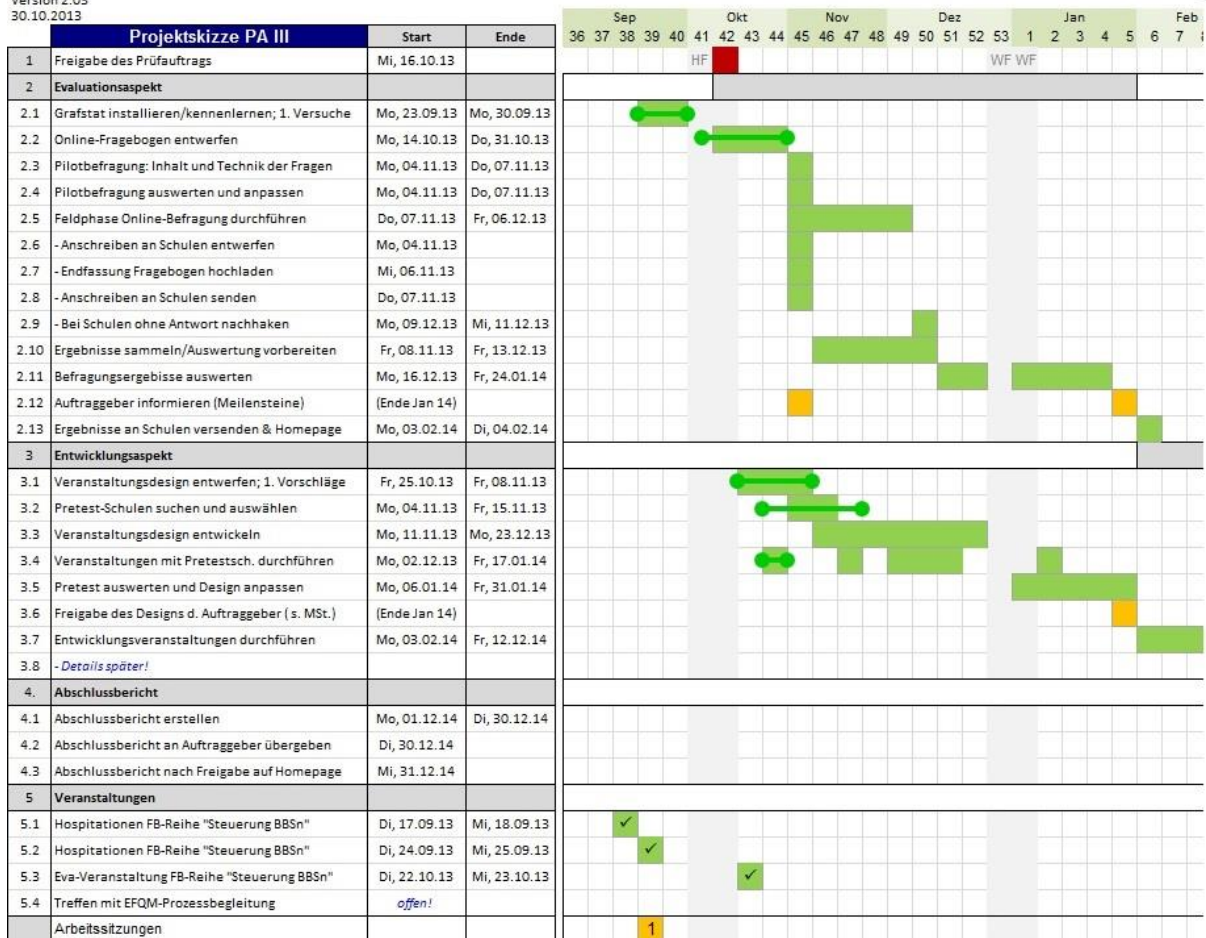 Version 2.05
30.10.2013
Sep Okt Nov Dez Jan Feb
Projektskizze PA III Start Ende 36 37 38 39 40 41 42 43 44 45 46 47 48 49 50 51 52 53 1 2 3 4 5 6 7
1 Freigabe des Prüfauftrags Mi, 16.10.13 HF WF WF
2 Evaluationsaspekt
2.1 Grafstat installieren/kennenlernen; 1. Versuche Mo, 23.09.13 Mo, 30.09.13
2.2 Online-Fragebogen entwerfen Mo, 14.10.13 Do, 31.10.13
2.3 Pilotbefragung: Inhalt und Technik der Fragen Mo, 04.11.13 Do, 07.11.13
2.4 Pilotbefragung auswerten und anpassen Mo, 04.11.13 Do, 07.11.13
2.5 Feldphase Online-Befragung durchführen Do, 07.11.13 Fr, 06.12.13
2.6 - Anschreiben an Schulen entwerfen Mo, 04.11.13
2.7 - Endfassung Fragebogen hochladen Mi, 06.11.13
2.8 - Anschreiben an Schulen senden Do, 07.11.13
2.9 - Bei Schulen ohne Antwort nachhaken Mo, 09.12.13 Mi, 11.12.13
2.10 Ergebnisse sammeln/Auswertung vorbereiten Fr, 08.11.13 Fr, 13.12.13
2.11 Befragungsergebisse auswerten Mo, 16.12.13 Fr, 24.01.14
2.12 Auftraggeber informieren (Meilensteine) (Ende Jan 14)
2.13 Ergebnisse an Schulen versenden & Homepage Mo, 03.02.14 Di, 04.02.14
3 Entwicklungsaspekt
3.1 Veranstaltungsdesign entwerfen; 1. Vorschläge Fr, 25.10.13 Fr, 08.11.13
3.2 Pretest-Schulen suchen und auswählen Mo, 04.11.13 Fr, 15.11.13
3.3 Veranstaltungsdesign entwickeln Mo, 11.11.13 Mo, 23.12.13
3.4 Veranstaltungen mit Pretestsch. durchführen Mo, 02.12.13 Fr, 17.01.14
3.5 Pretest auswerten und Design anpassen Mo, 06.01.14 Fr, 31.01.14
3.6 Freigabe des Designs d. Auftraggeber ( s. MSt.) (Ende Jan 14)
3.7 Entwicklungsveranstaltungen durchführen Mo, 03.02.14 Fr, 12.12.14
3.8 - Details später!
4. Abschlussbericht
4.1 Abschlussbericht erstellen Mo, 01.12.14 Di, 30.12.14
4.2 Abschlussbericht an Auftraggeber übergeben Di, 30.12.14
4.3 Abschlussbericht nach Freigabe auf Homepage Mi, 31.12.14
5 Veranstaltungen
5.1 Hospitationen FB-Reihe "Steuerung BBSn" Di, 17.09.13 Mi, 18.09.13 ✓
5.2 Hospitationen FB-Reihe "Steuerung BBSn" Di, 24.09.13 Mi, 25.09.13 ✓
5.3 Eva-Veranstaltung FB-Reihe "Steuerung BBSn" Di, 22.10.13 Mi, 23.10.13 ✓
5.4 Treffen mit EFQM-Prozessbegleitung offen!
Arbeitssitzungen 1